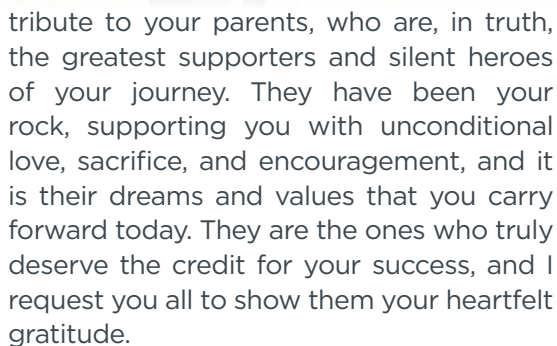 tribute to your parents, who are, in truth,
the greatest supporters and silent heroes
of your journey. They have been your
rock, supporting you with unconditional
love, sacrifice, and encouragement, and it
is their dreams and values that you carry
forward today. They are the ones who truly
deserve the credit for your success, and I
request you all to show them your heartfelt
gratitude.